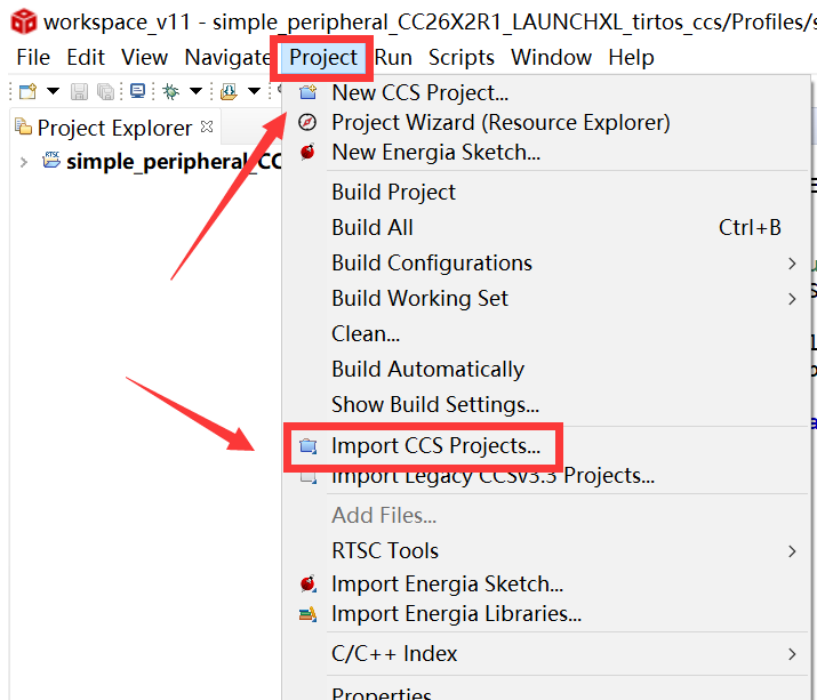 workspace_v11 - simple_peripheral_CC26X2R1_LAUNCHXL_tirtos_ccs/Profiles/s
File Edit View Navigate Project Run Scripts Window Help
Project Explorer
simple_peripheral_CC
New CCS Project...
Project Wizard (Resource Explorer)
New Energia Sketch...
Build Project
Build All Ctrl+B
Build Configurations
Build Working Set
Clean...
Build Automatically
Show Build Settings...
Import CCS Projects...
Import Legacy CCSv3.3 Projects...
Add Files...
RTSC Tools
Import Energia Sketch...
Import Energia Libraries...
C/C++ Index
Properties